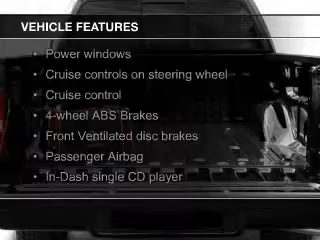 VEHICLE FEATURES
• Power windows
• Cruise controls on steering wheel
• Cruise control
• 4-wheel ABS Brakes
• Front Ventilated disc brakes
• Passenger Airbag
• In-Dash single CD player